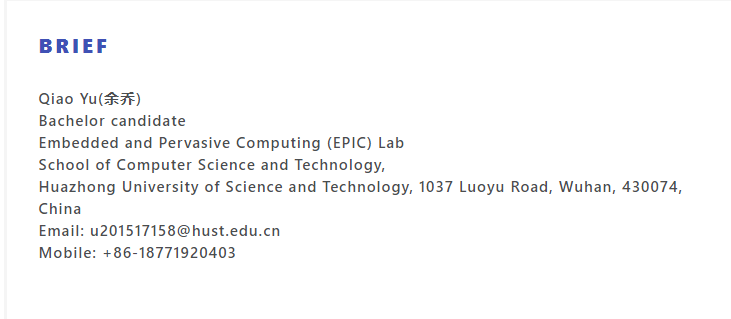 BRIEF
Qiao Yu(余乔)
Bachelor candidate
Embedded and Pervasive Computing (EPIC) Lab
School of Computer Science and Technology,
Huazhong University of Science and Technology, 1037 Luoyu Road, Wuhan, 430074,
China
Email: u201517158@hust.edu.cn
Mobile: +86-18771920403